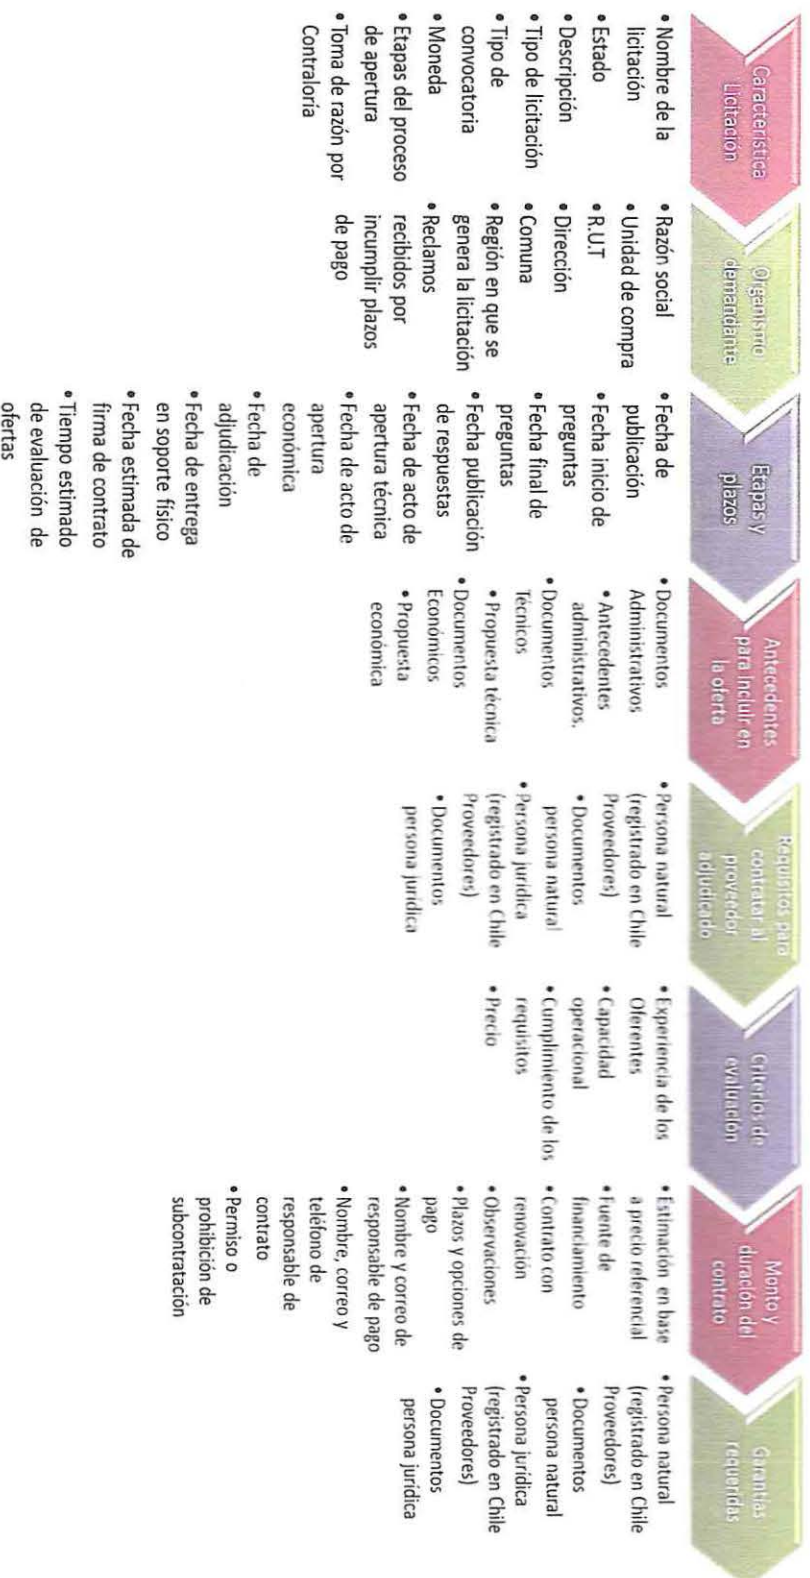 Característica
Licitación
• Nombre de la
licitación
• Estado
• Descripción
• Tipo de licitación
• Tipo de
convocatoria
• Moneda
• Etapas del proceso
de apertura
• Toma de razón por
Contraloría
Organismo
demandante
• Razón social
• Unidad de compra
• R.U.T
• Dirección
• Comuna
• Región en que se
genera la licitación
• Reclamos
recibidos por
incumplir plazos
de pago
Etapas y
plazos
• Fecha de
publicación
• Fecha inicio de
preguntas
• Fecha final de
preguntas
• Fecha publicación
de respuestas
• Fecha de acto de
apertura técnica
• Fecha de acto de
apertura
económica
• Fecha de
adjudicación
• Fecha de entrega
en soporte físico
• Fecha estimada de
firma de contrato
• Tiempo estimado
de evaluación de
ofertas
Antecedentes
para incluir en
la oferta
• Documentos
Administrativos
• Antecedentes
administrativos.
• Documentos
Técnicos
• Propuesta técnica
• Documentos
Económicos
• Propuesta
económica
Requisitos para
contratar al
proveedor
adjudicado
• Persona natural
(registrado en Chile
Proveedores)
• Documentos
persona natural
• Persona jurídica
(registrado en Chile
Proveedores)
• Documentos
persona jurídica
Criterios de
evaluación
• Experiencia de los
Oferentes
• Capacidad
operacional
• Cumplimiento de los
requisitos
• Precio
Monto y
duración del
contrato
• Estimación en base
a precio referencial
• Fuente de
financiamiento
• Contrato con
renovación
• Observaciones
• Plazos y opciones de
pago
• Nombre y correo de
responsable de pago
• Nombre, correo y
teléfono de
responsable de
contrato
• Permiso o
prohibición de
subcontratación
Garantías
requeridas
• Persona natural
(registrado en Chile
Proveedores)
• Documentos
persona natural
• Persona jurídica
(registrado en Chile
Proveedores)
• Documentos
persona jurídica